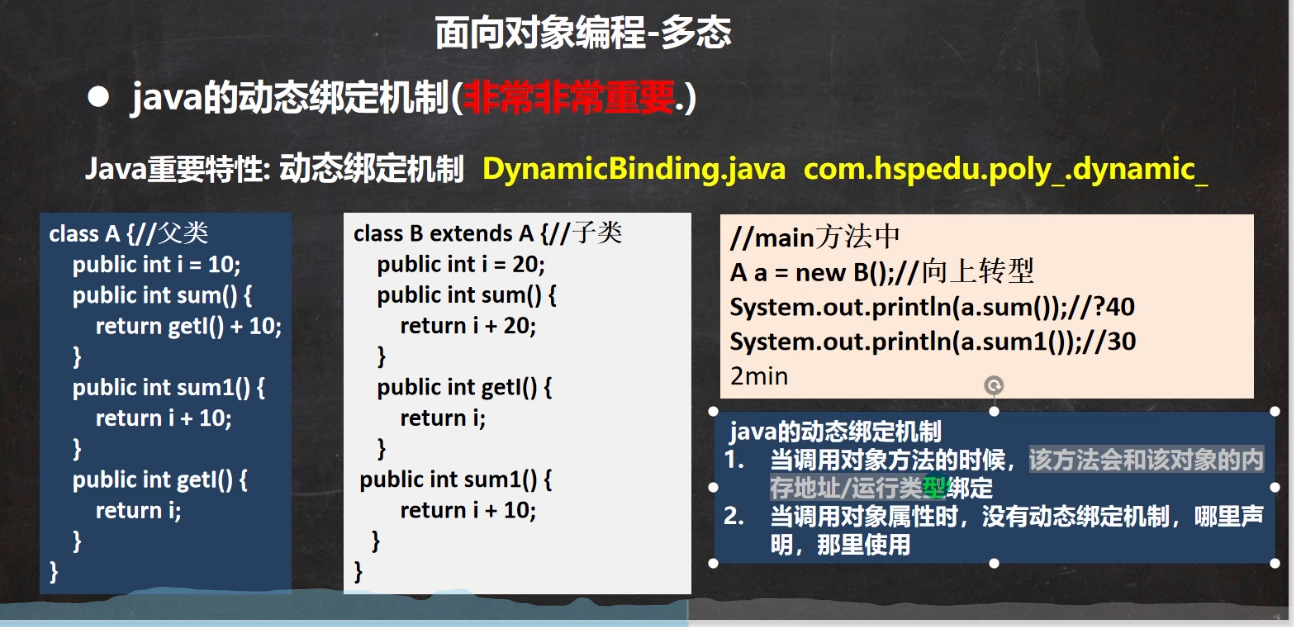 面向对象编程-多态
● java的动态绑定机制(非常非常重要.)
Java重要特性: 动态绑定机制 DynamicBinding.java com.hspedu.poly_.dynamic_
class A {//父类
public int i = 10;
public int sum() {
return getI() + 10;
}
public int sum1() {
return i + 10;
}
public int getI() {
return i;
}
}
class B extends A {//子类
public int i = 20;
public int sum() {
return i + 20;
}
public int getI() {
return i;
}
public int sum1() {
return i + 10;
}
}
//main方法中
A a = new B();//向上转型
System.out.println(a.sum());//?40
System.out.println(a.sum1());//30
2min
java的动态绑定机制
1. 当调用对象方法的时候，该方法会和该对象的内
存地址/运行类型绑定
2. 当调用对象属性时，没有动态绑定机制，哪里声
明，那里使用